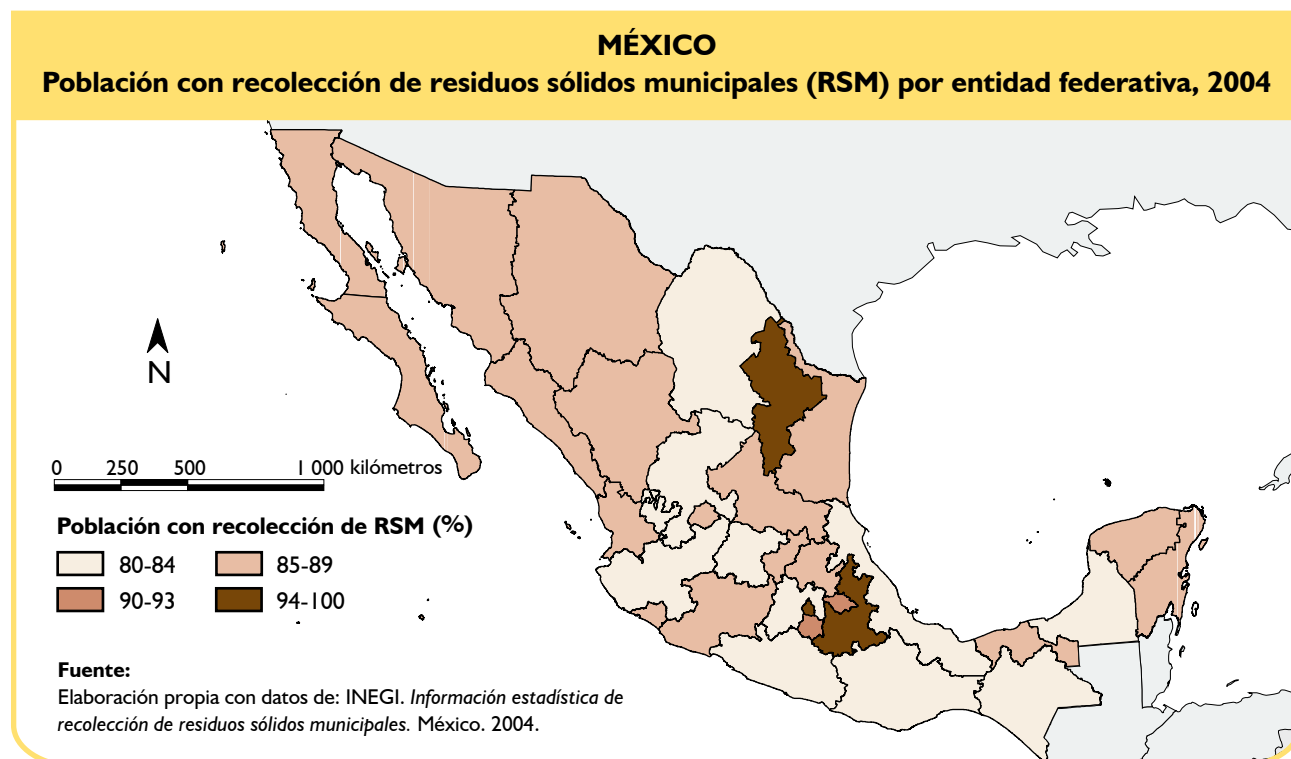 MÉXICO
Población con recolección de residuos sólidos municipales (RSM) por entidad federativa, 2004
N
0 250 500 1 000 kilómetros
Población con recolección de RSM (%)
80-84 85-89
90-93 94-100
Fuente:
Elaboración propia con datos de: INEGI. Información estadística de
recolección de residuos sólidos municipales. México. 2004.